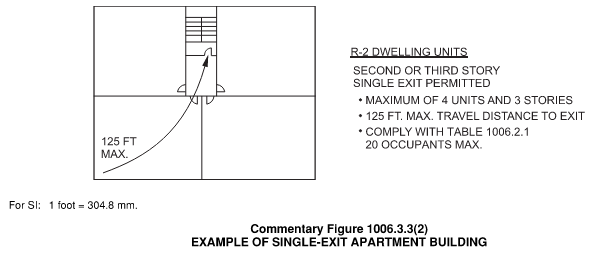 R-2 DWELLING UNITS
SECOND OR THIRD STORY
SINGLE EXIT PERMITTED
• MAXIMUM OF 4 UNITS AND 3 STORIES
• 125 FT. MAX. TRAVEL DISTANCE TO EXIT
• COMPLY WITH TABLE 1006.2.1
20 OCCUPANTS MAX.
125 FT
MAX.
For SI: 1 foot = 304.8 mm.
Commentary Figure 1006.3.3(2)
EXAMPLE OF SINGLE-EXIT APARTMENT BUILDING